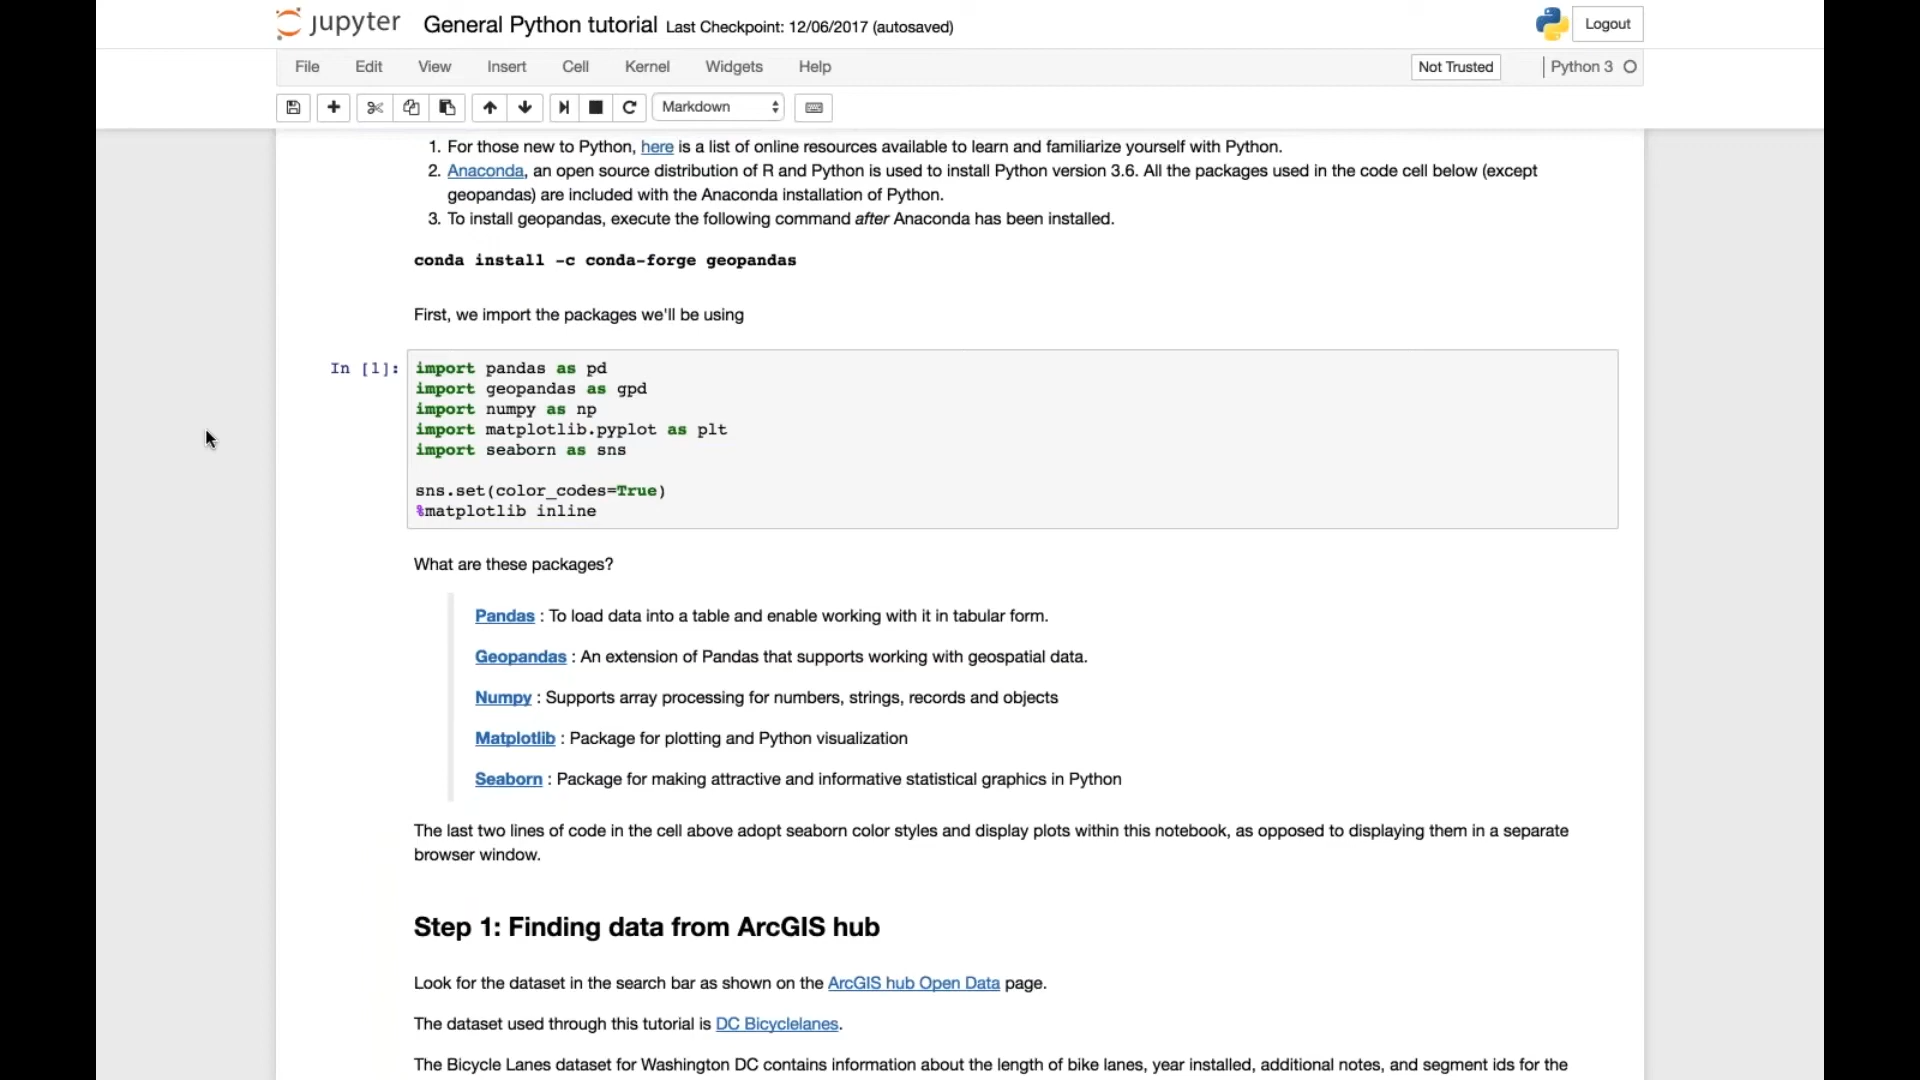 jupyter General Python tutorial Last Checkpoint: 12/06/2017 (autosaved) Logout
File Edit View Insert Cell Kernel Widgets Help Not Trusted Python 3
Markdown
1. For those new to Python, here is a list of online resources available to learn and familiarize yourself with Python.
2. Anaconda, an open source distribution of R and Python is used to install Python version 3.6. All the packages used in the code cell below (except
geopandas) are included with the Anaconda installation of Python.
3. To install geopandas, execute the following command after Anaconda has been installed.
conda install -c conda-forge geopandas
First, we import the packages we'll be using
In [1]: import pandas as pd
import geopandas as gpd
import numpy as np
import matplotlib.pyplot as plt
import seaborn as sns
sns.set(color_codes=True)
%matplotlib inline
What are these packages?
Pandas : To load data into a table and enable working with it in tabular form.
Geopandas : An extension of Pandas that supports working with geospatial data.
Numpy : Supports array processing for numbers, strings, records and objects
Matplotlib : Package for plotting and Python visualization
Seaborn : Package for making attractive and informative statistical graphics in Python
The last two lines of code in the cell above adopt seaborn color styles and display plots within this notebook, as opposed to displaying them in a separate
browser window.
Step 1: Finding data from ArcGIS hub
Look for the dataset in the search bar as shown on the ArcGIS hub Open Data page.
The dataset used through this tutorial is DC Bicyclelanes.
The Bicycle Lanes dataset for Washington DC contains information about the length of bike lanes, year installed, additional notes, and segment ids for the